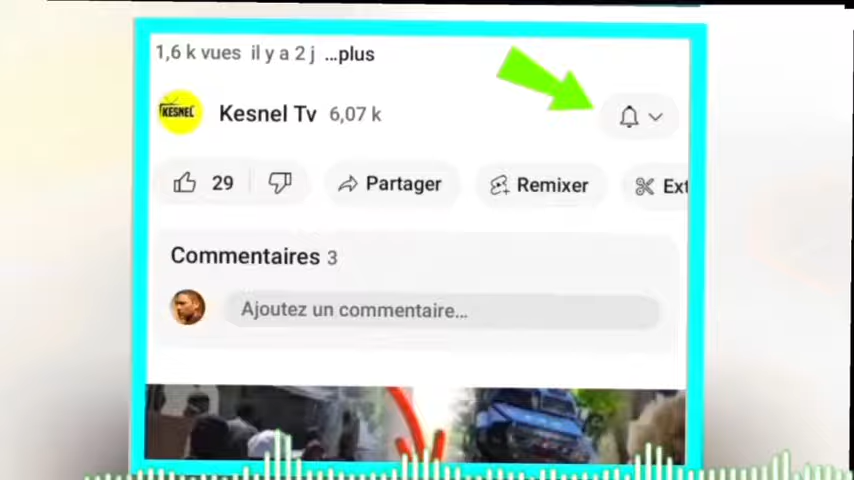 1,6 k vues il y a 2 j ...plus
KESNEL
Kesnel Tv 6,07 k
29 Partager Remixer Ext
Commentaires 3
Ajoutez un commentaire...